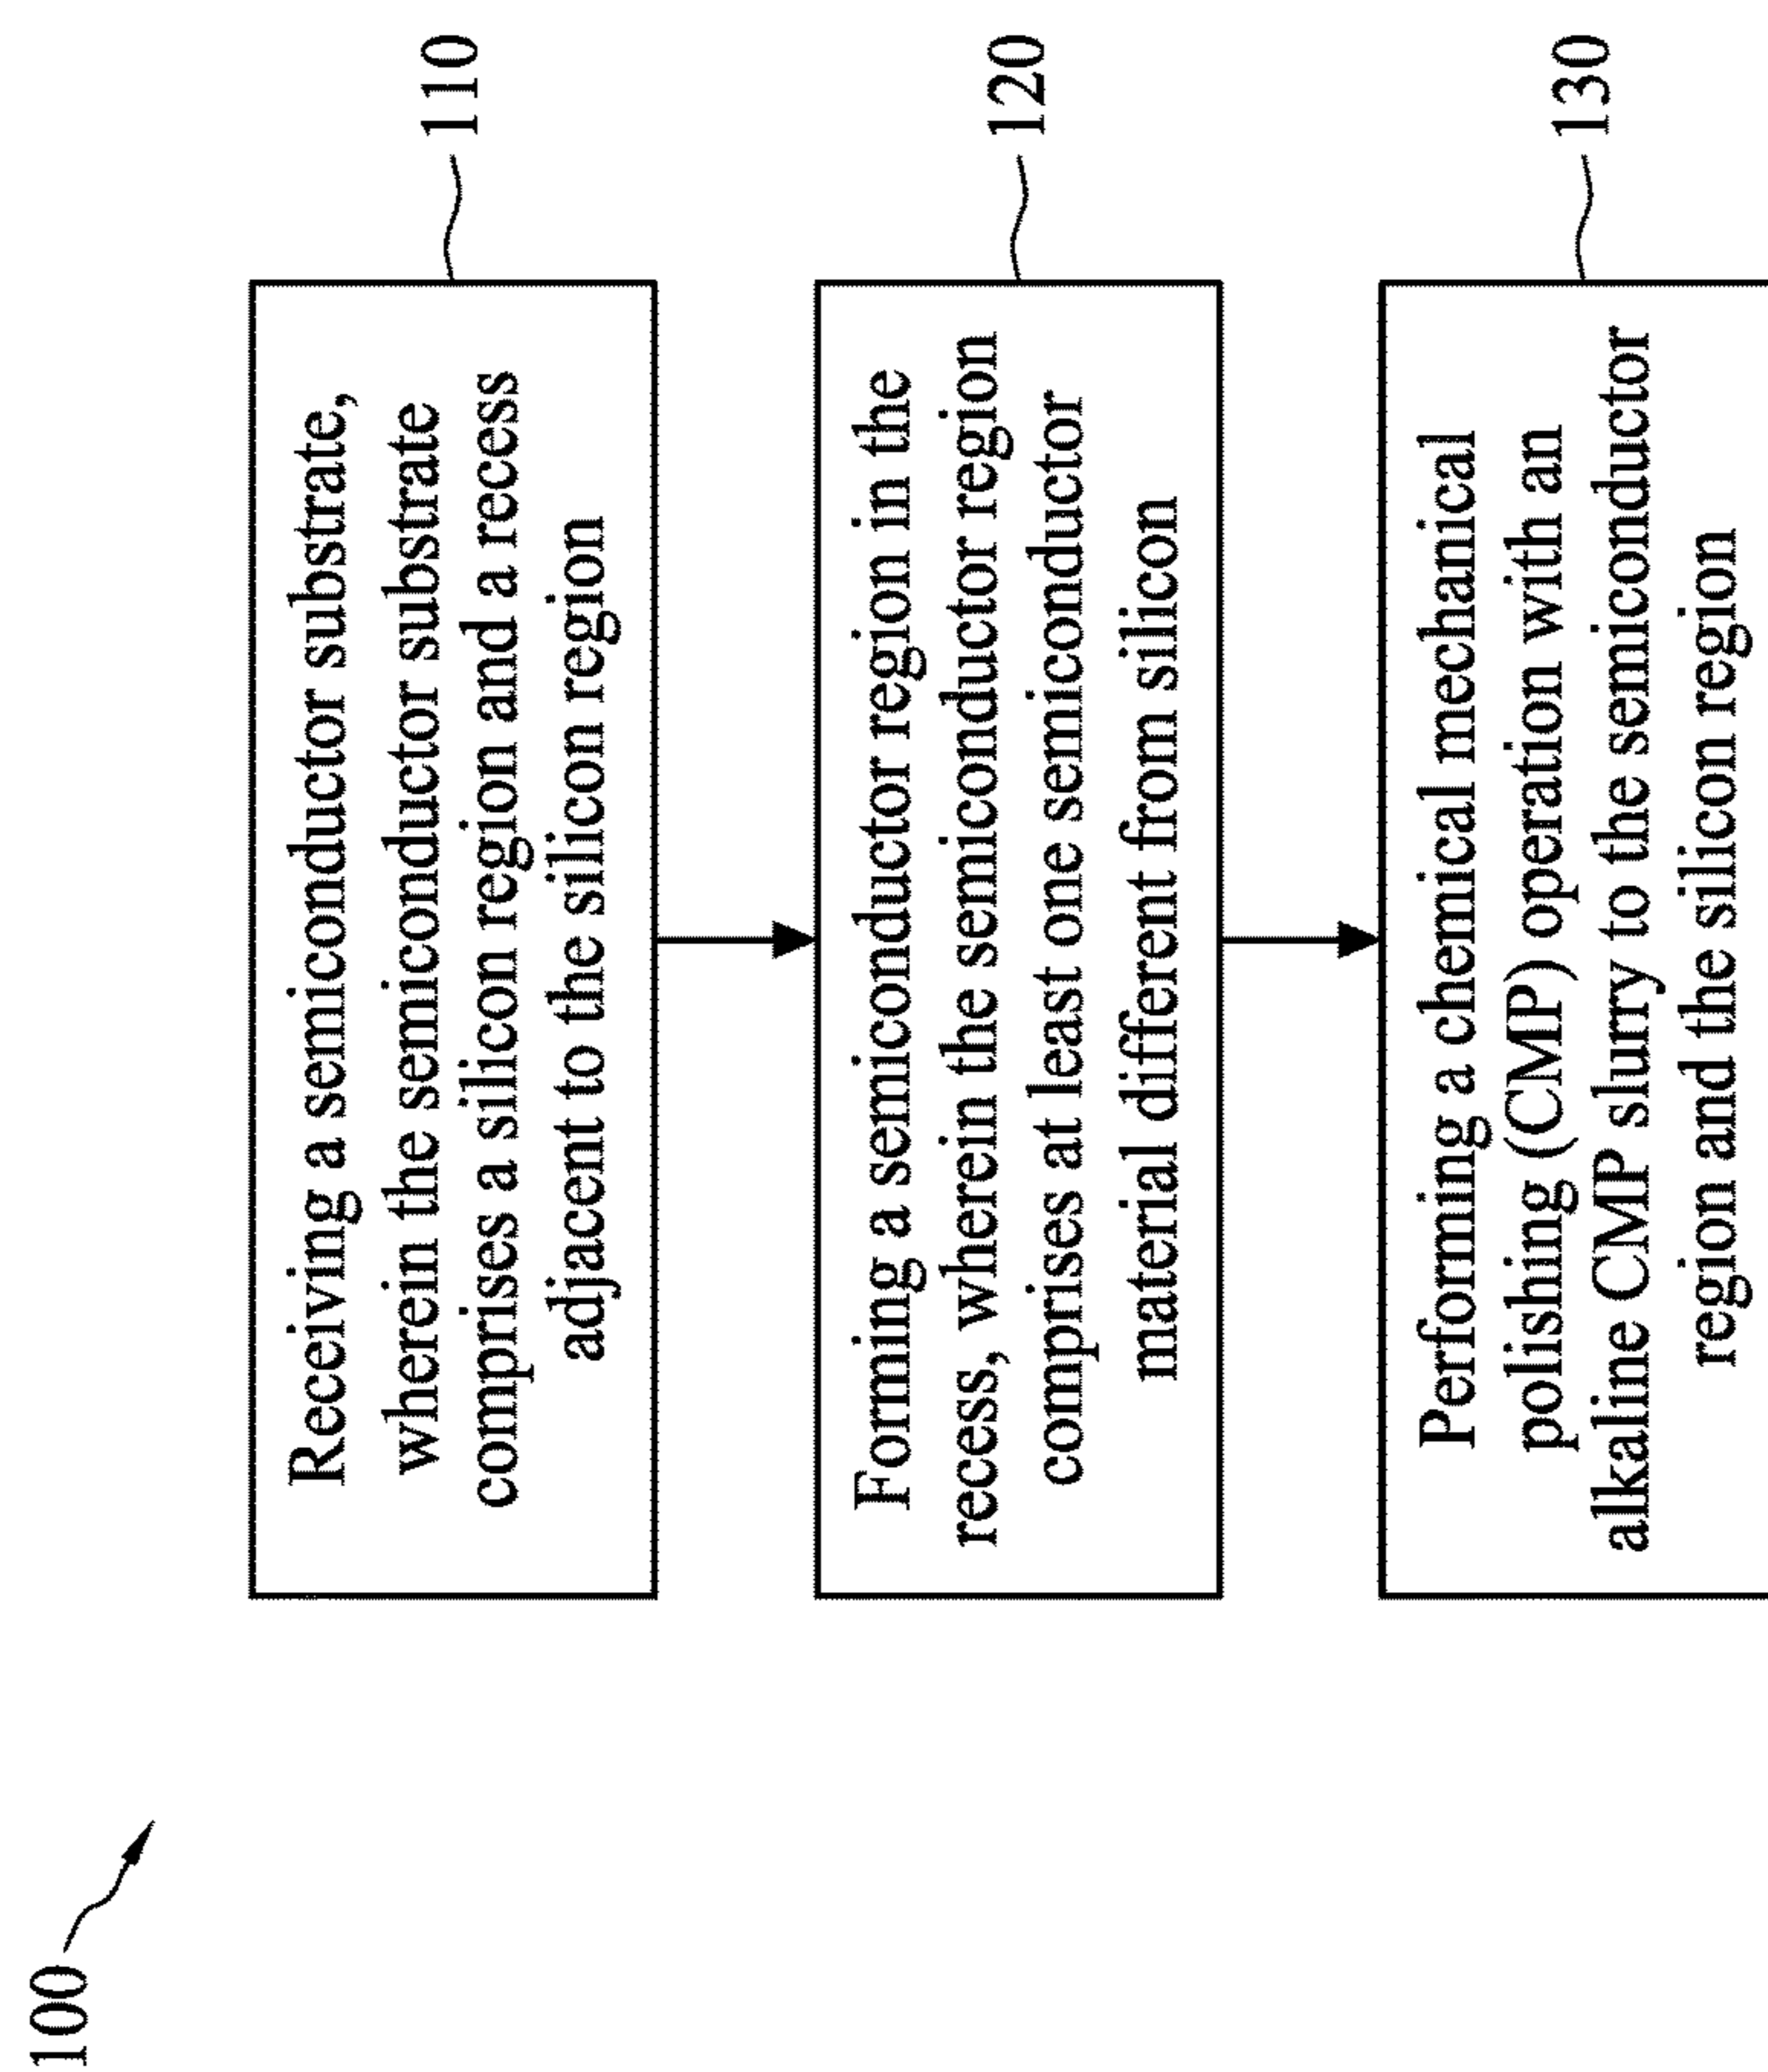 100
Receiving a semiconductor substrate,
wherein the semiconductor substrate
comprises a silicon region and a recess
adjacent to the silicon region
110
Forming a semiconductor region in the
recess, wherein the semiconductor region
comprises at least one semiconductor
material different from silicon
120
Performing a chemical mechanical
polishing (CMP) operation with an
alkaline CMP slurry to the semiconductor
region and the silicon region
130